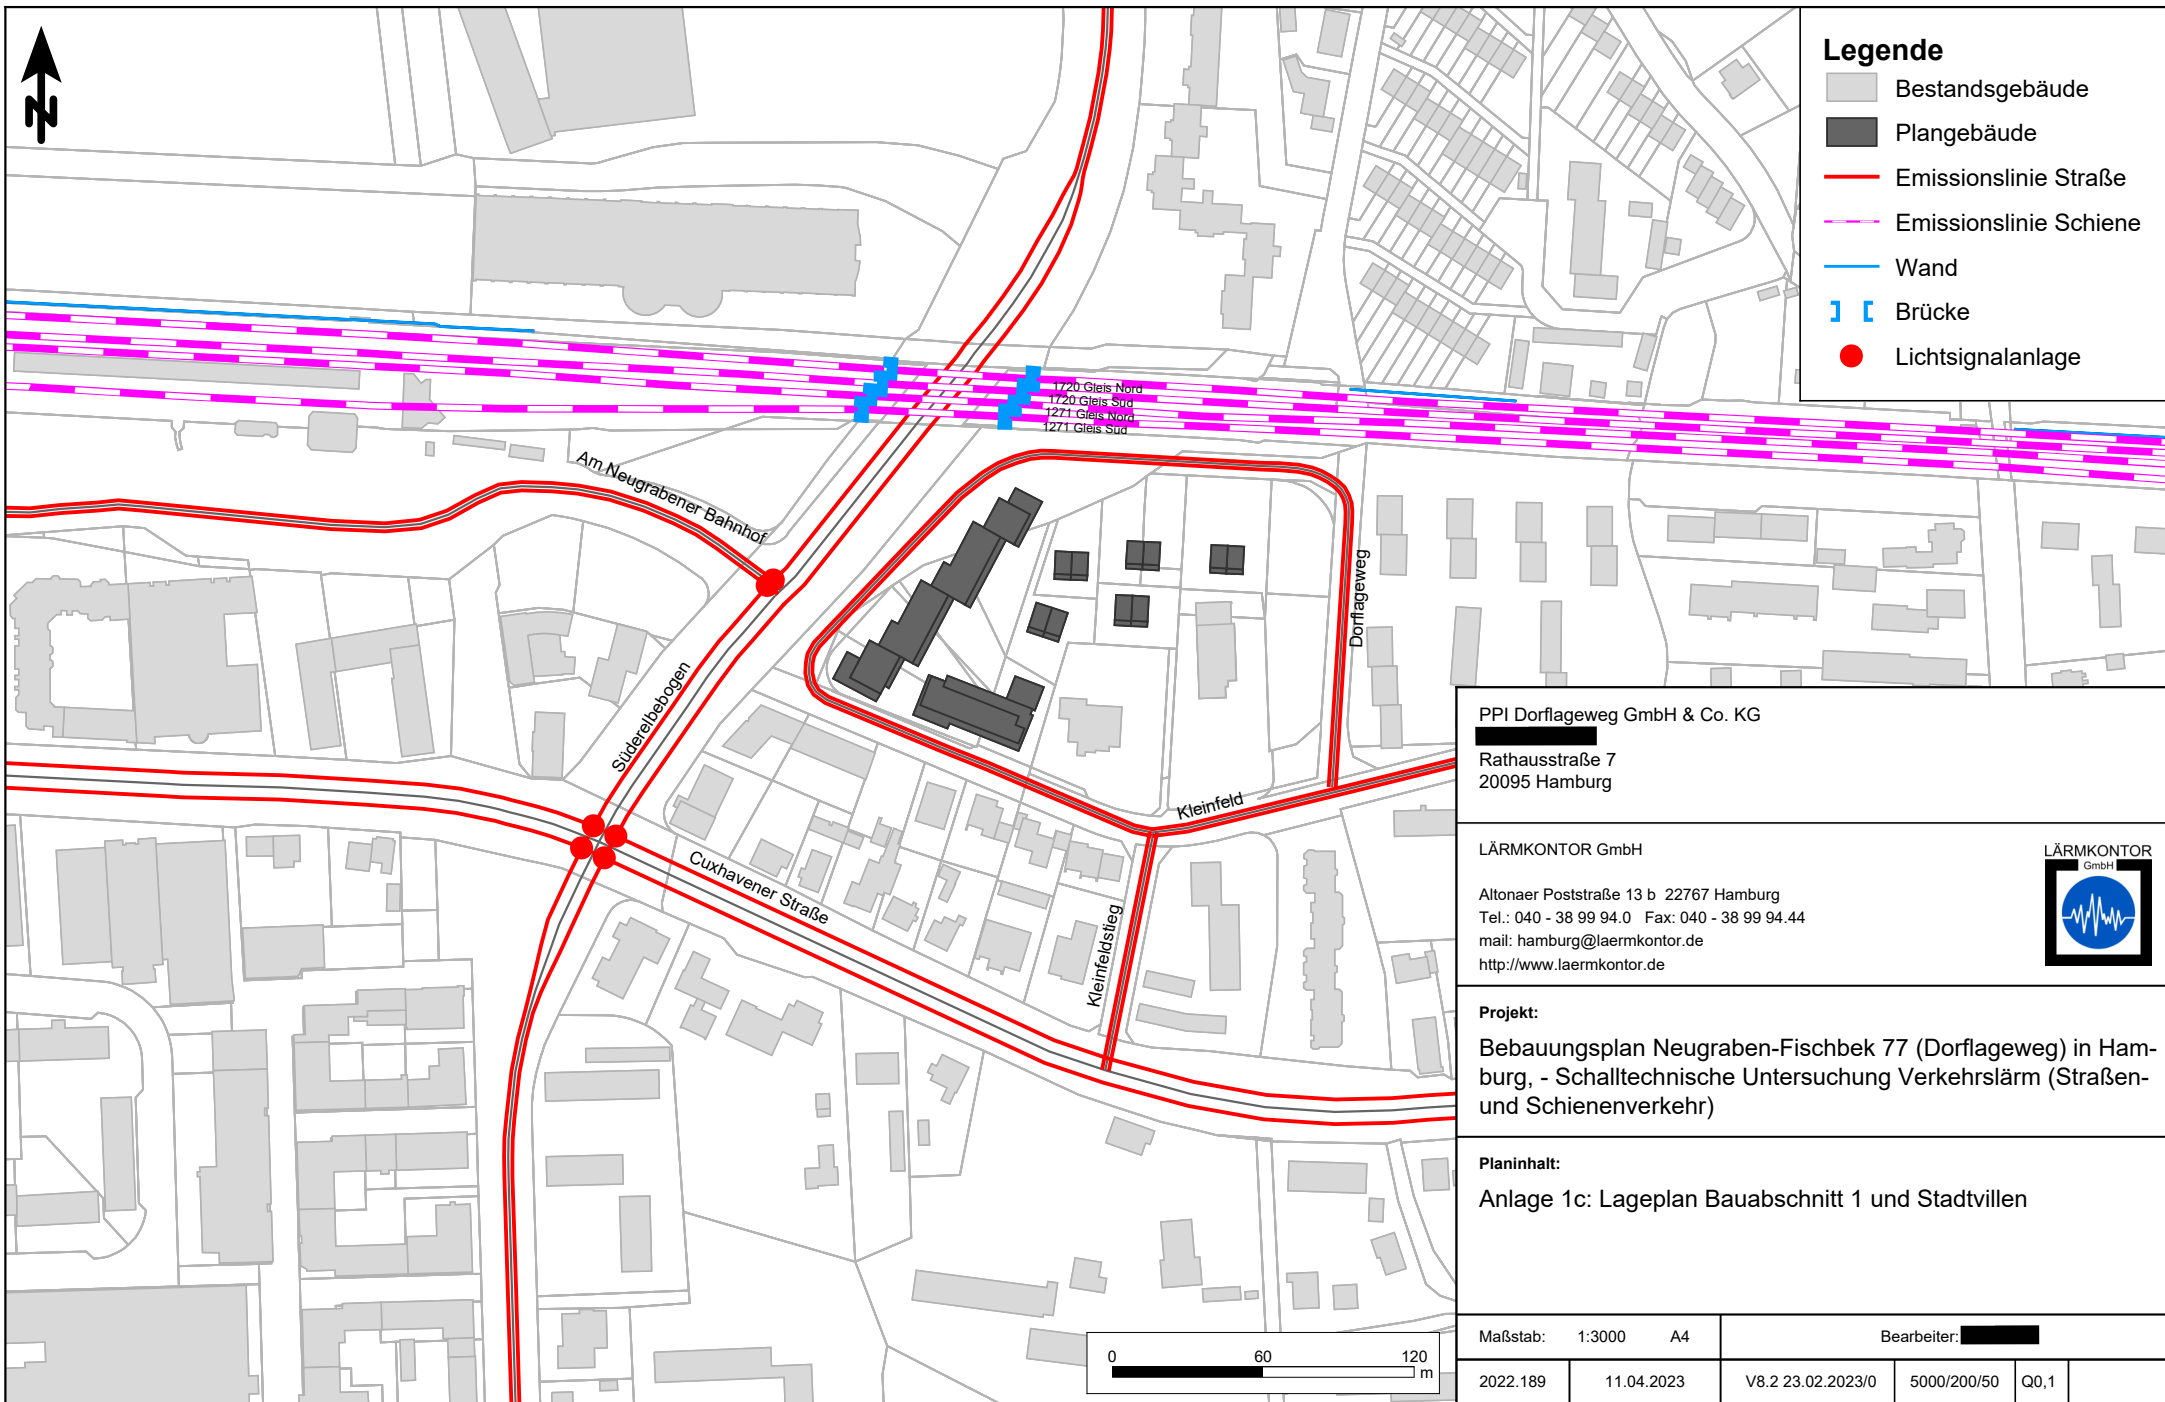 N
Legende
Bestandsgebäude
Plangebäude
Emissionslinie Straße
Emissionslinie Schiene
Wand
Brücke
Lichtsignalanlage
1720 Gleis Nord
1720 Gleis Süd
1271 Gleis Nord
1271 Gleis Süd
Am Neugrabener Bahnhof
Dorflageweg
Süderelbebogen
Kleinfeld
Cuxhavener Straße
Kleinfeldstieg
PPI Dorflageweg GmbH & Co. KG
Rathausstraße 7
20095 Hamburg
LÄRMKONTOR GmbH
Altonaer Poststraße 13 b 22767 Hamburg
Tel.: 040 - 38 99 94.0 Fax: 040 - 38 99 94.44
mail: hamburg@laermkontor.de
http://www.laermkontor.de
LÄRMKONTOR
GmbH
Projekt:
Bebauungsplan Neugraben-Fischbek 77 (Dorflageweg) in Ham-
burg, - Schalltechnische Untersuchung Verkehrslärm (Straßen-
und Schienenverkehr)
Planinhalt:
Anlage 1c: Lageplan Bauabschnitt 1 und Stadtvillen
0 60 120
m
Maßstab: 1:3000 A4 Bearbeiter:
2022.189 11.04.2023 V8.2 23.02.2023/0 5000/200/50 Q0,1